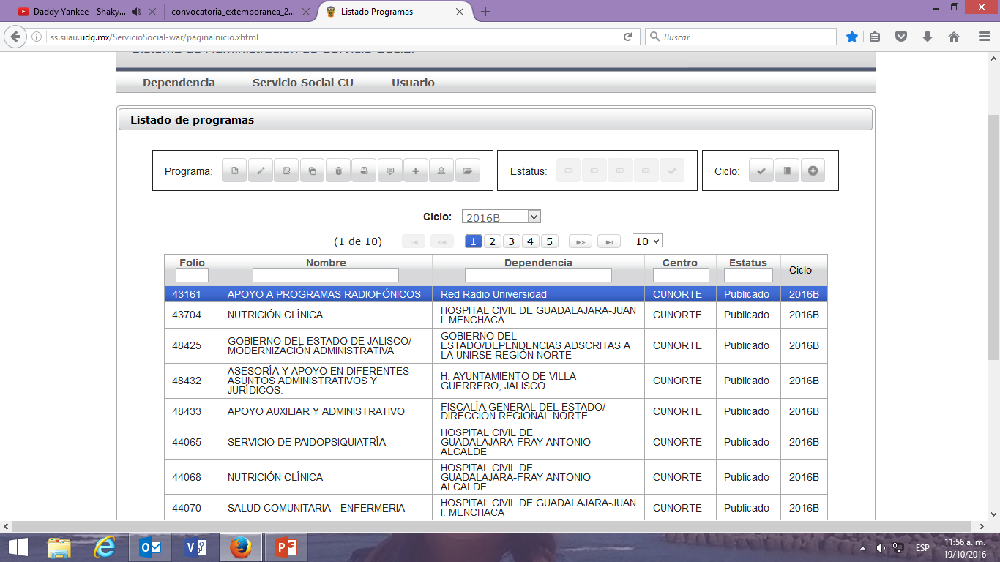 Daddy Yankee - Shaky...
convocatoria_extemporanea_2...
Listado Programas
ss.siiau.udg.mx/ServicioSocial-war/paginaInicio.xhtml
Buscar
Sistema de Administración de Servicio Social
Dependencia Servicio Social CU Usuario
Listado de programas
Programa: Estatus: Ciclo:
Ciclo: 2016B
(1 de 10) 1 2 3 4 5 10
Folio Nombre Dependencia Centro Estatus Ciclo
43161 APOYO A PROGRAMAS RADIOFÓNICOS Red Radio Universidad CUNORTE Publicado 2016B
43704 NUTRICIÓN CLÍNICA HOSPITAL CIVIL DE GUADALAJARA-JUAN
I. MENCHACA CUNORTE Publicado 2016B
48425 GOBIERNO DEL ESTADO DE JALISCO/
MODERNIZACIÓN ADMINISTRATIVA GOBIERNO DEL
ESTADO/DEPENDENCIAS ADSCRITAS A
LA UNIRSE REGIÓN NORTE CUNORTE Publicado 2016B
48432 ASESORÍA Y APOYO EN DIFERENTES
ASUNTOS ADMINISTRATIVOS Y
JURÍDICOS. H. AYUNTAMIENTO DE VILLA
GUERRERO, JALISCO CUNORTE Publicado 2016B
48433 APOYO AUXILIAR Y ADMINISTRATIVO FISCALÍA GENERAL DEL ESTADO/
DIRECCIÓN REGIONAL NORTE. CUNORTE Publicado 2016B
44065 SERVICIO DE PAIDOPSIQUIATRÍA HOSPITAL CIVIL DE
GUADALAJARA-FRAY ANTONIO
ALCALDE CUNORTE Publicado 2016B
44068 NUTRICIÓN CLÍNICA HOSPITAL CIVIL DE
GUADALAJARA-FRAY ANTONIO
ALCALDE CUNORTE Publicado 2016B
44070 SALUD COMUNITARIA - ENFERMERIA HOSPITAL CIVIL DE GUADALAJARA-JUAN
I. MENCHACA CUNORTE Publicado 2016B
ESP
11:56 a. m.
19/10/2016